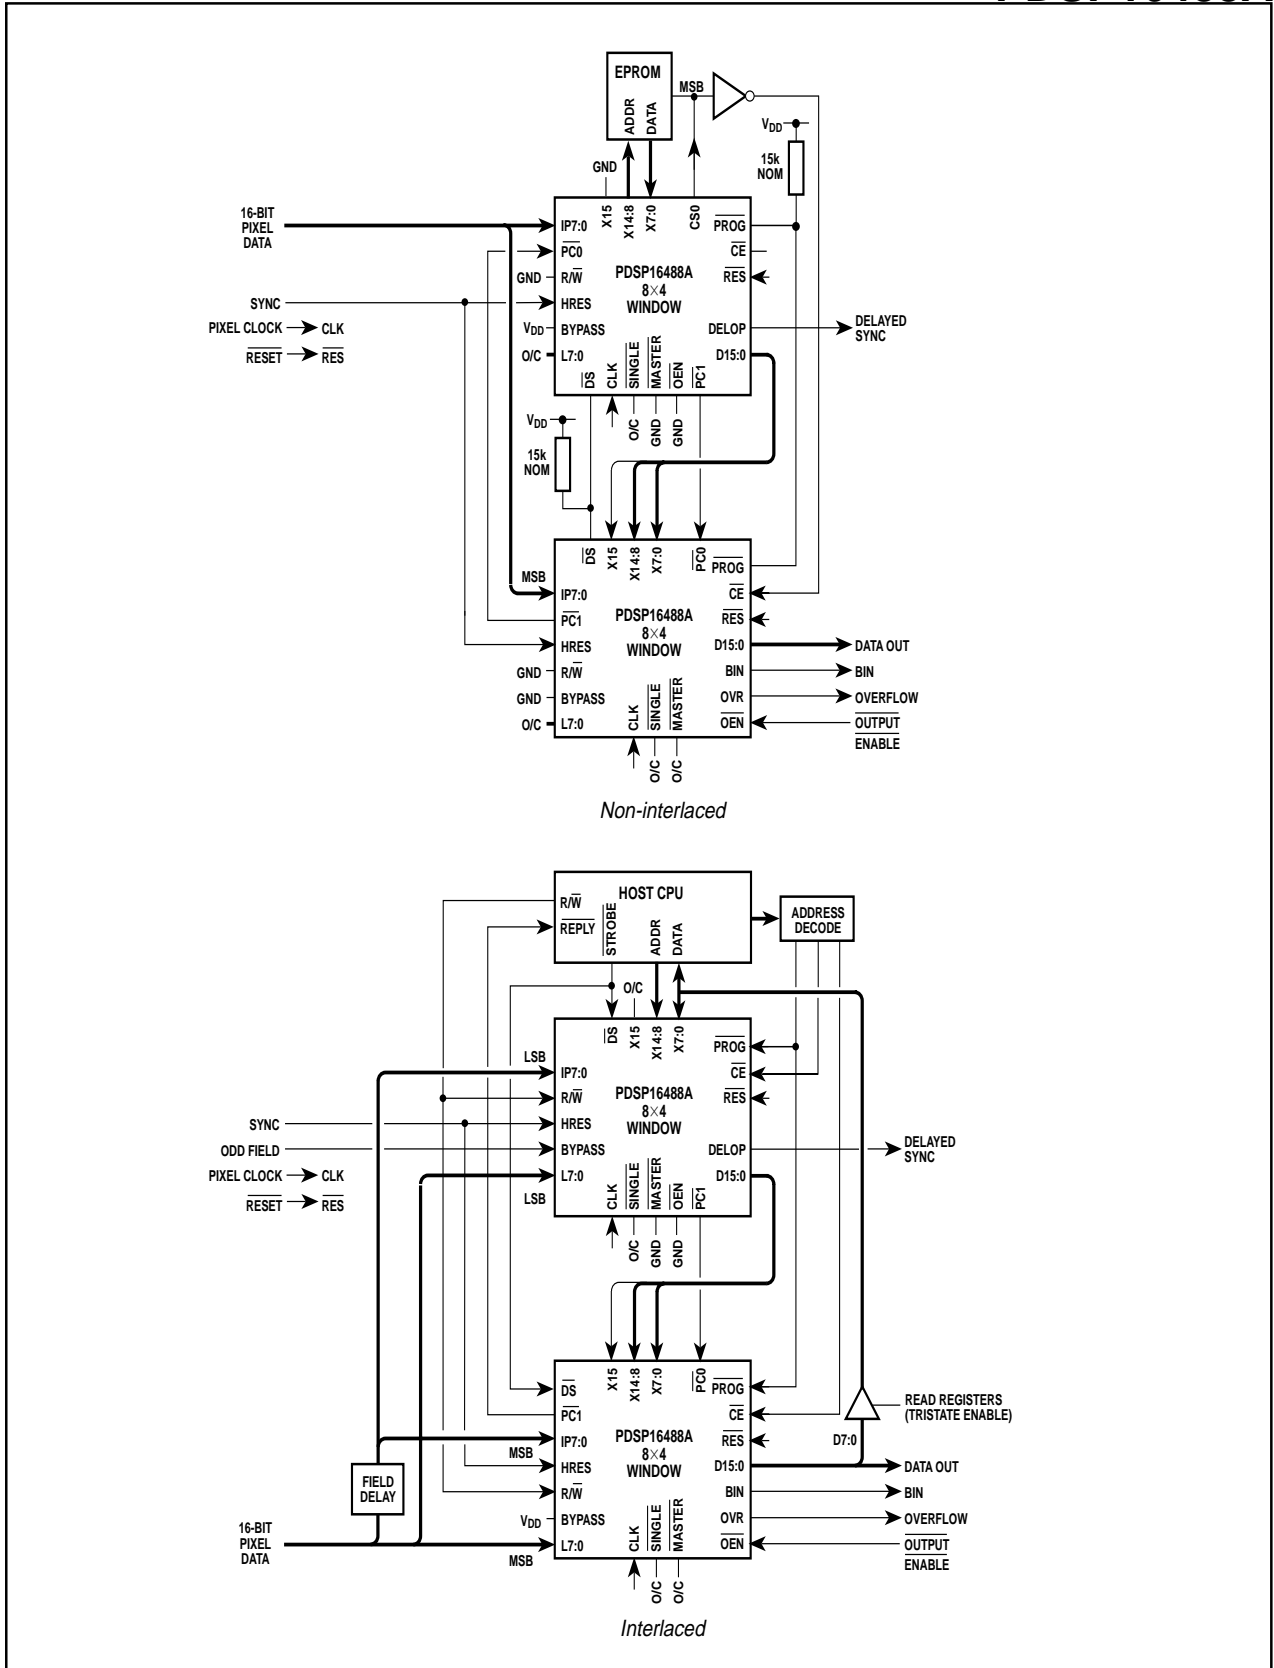 EPROM
ADDR
DATA
MSB
VDD
15k
NOM
GND
X15
X14:8
X7:0
CS0
16-BIT
PIXEL
DATA
IP7:0
PROG
PC0
CE
GND
R/W
PDSP16488A
8×4
WINDOW
RES
SYNC
HRES
PIXEL CLOCK
CLK
VDD
BYPASS
DELOP
DELAYED
SYNC
RESET
RES
O/C
L7:0
D15:0
DS
CLK
SINGLE
MASTER
OEN
PC1
O/C
GND
GND
VDD
15k
NOM
DS
X15
X14:8
X7:0
PC0
PROG
MSB
IP7:0
CE
PC1
PDSP16488A
8×4
WINDOW
RES
HRES
D15:0
DATA OUT
GND
R/W
BIN
BIN
GND
BYPASS
OVR
OVERFLOW
O/C
L7:0
CLK
SINGLE
MASTER
OEN
OUTPUT
ENABLE
O/C
O/C
Non-interlaced
HOST CPU
R/W
REPLY
STROBE
ADDR
DATA
ADDRESS
DECODE
O/C
DS
X15
X14:8
X7:0
PROG
LSB
IP7:0
CE
R/W
PDSP16488A
8×4
WINDOW
RES
SYNC
HRES
ODD FIELD
BYPASS
DELOP
DELAYED
SYNC
PIXEL CLOCK
CLK
L7:0
D15:0
RESET
RES
LSB
CLK
SINGLE
MASTER
OEN
PC1
O/C
GND
GND
X15
X14:8
X7:0
PC0
PROG
DS
READ REGISTERS
(TRISTATE ENABLE)
PC1
CE
IP7:0
MSB
PDSP16488A
8×4
WINDOW
RES
D7:0
HRES
D15:0
DATA OUT
FIELD
DELAY
R/W
BIN
BIN
VDD
BYPASS
OVR
OVERFLOW
16-BIT
PIXEL
DATA
L7:0
MSB
CLK
SINGLE
MASTER
OEN
OUTPUT
ENABLE
O/C
O/C
Interlaced